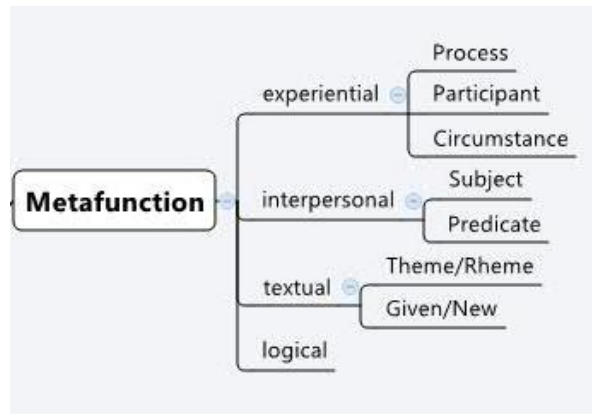 Metafunction
experiential
Process
Participant
Circumstance
interpersonal
Subject
Predicate
textual
Theme/Rheme
Given/New
logical